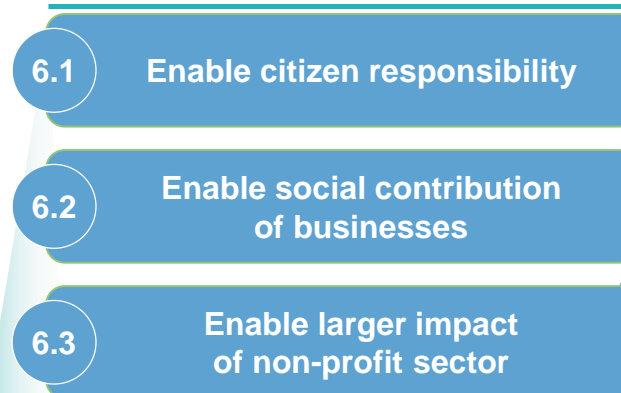 6.1 Enable citizen responsibility
6.2 Enable social contribution
of businesses
6.3 Enable larger impact
of non-profit sector